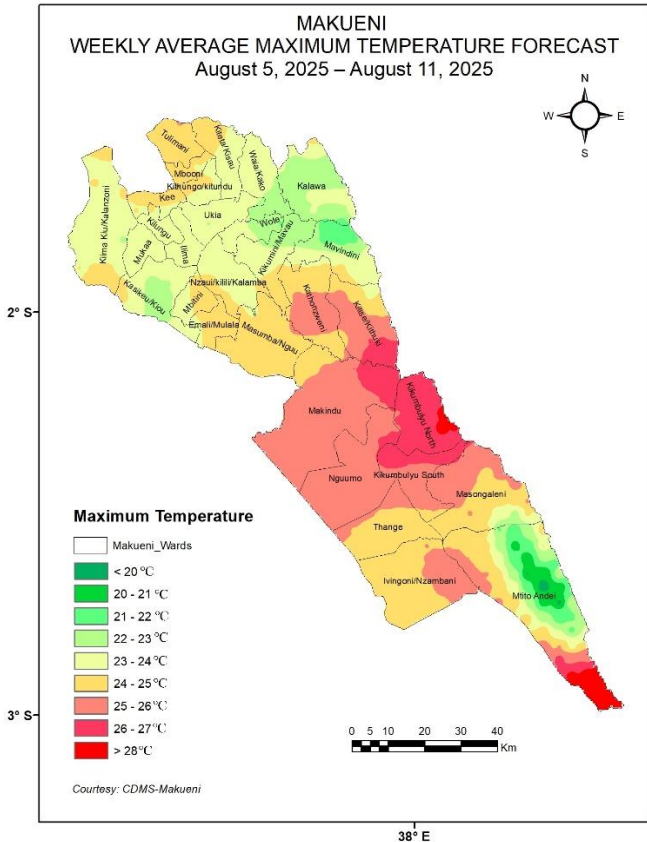 MAKUENI
WEEKLY AVERAGE MAXIMUM TEMPERATURE FORECAST
August 5, 2025 – August 11, 2025
N
W E
S
Tulimani
Kiteta/Kisau
Waia/Kako
Mbooni
Kithungo/kitundu
Kee
Kalawa
Kilima Kiu/Kalanzoni
Ukia
Wote
Kilungu
Mukaa
Ilima
Kikumini/Mavau
Mavindini
Nzaui/kilili/Kalamba
Kasikeu/Kiou
Mbitini
Kathonzweni
Kitise/Kithuki
2° S
Emali/Mulala
Masumba/Nguu
Makindu
Kikumbulyu North
Nguumo
Kikumbulyu South
Masongaleni
Thange
Ivingoni/Nzambani
Mtito Andei
Maximum Temperature
Makueni_Wards
< 20 °C
20 - 21 °C
21 - 22 °C
22 - 23 °C
23 - 24 °C
24 - 25 °C
25 - 26 °C
26 - 27 °C
> 28 °C
3° S
0 5 10 20 30 40
Km
Courtesy: CDMS-Makueni
38° E